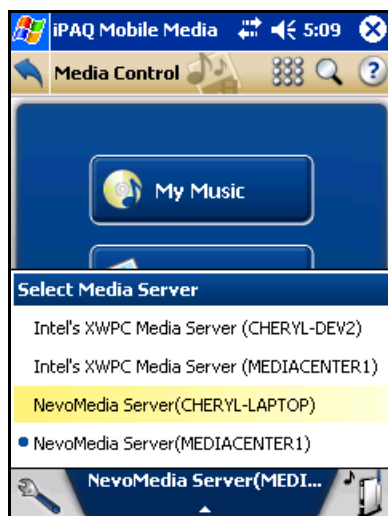 iPAQ Mobile Media 5:09
Media Control ?
My Music
Select Media Server
Intel's XWPC Media Server (CHERYL-DEV2)
Intel's XWPC Media Server (MEDIACENTER1)
NevoMedia Server(CHERYL-LAPTOP)
NevoMedia Server(MEDIACENTER1)
NevoMedia Server(MEDI...